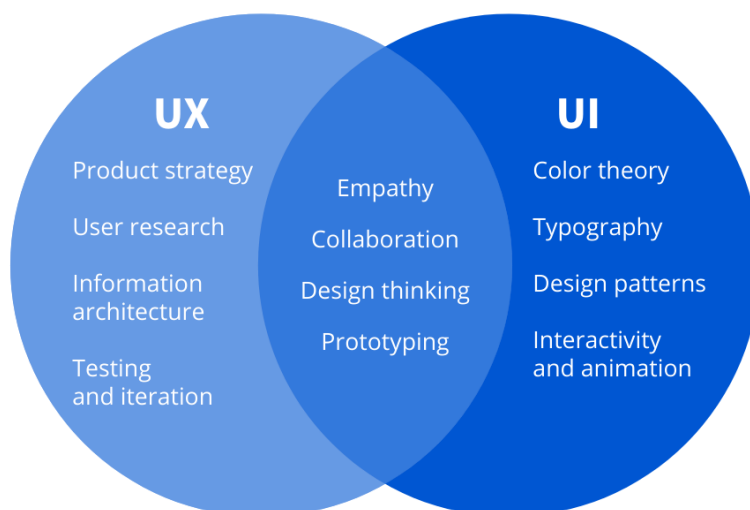 UX
Product strategy
User research
Information
architecture
Testing
and iteration
Empathy
Collaboration
Design thinking
Prototyping
UI
Color theory
Typography
Design patterns
Interactivity
and animation